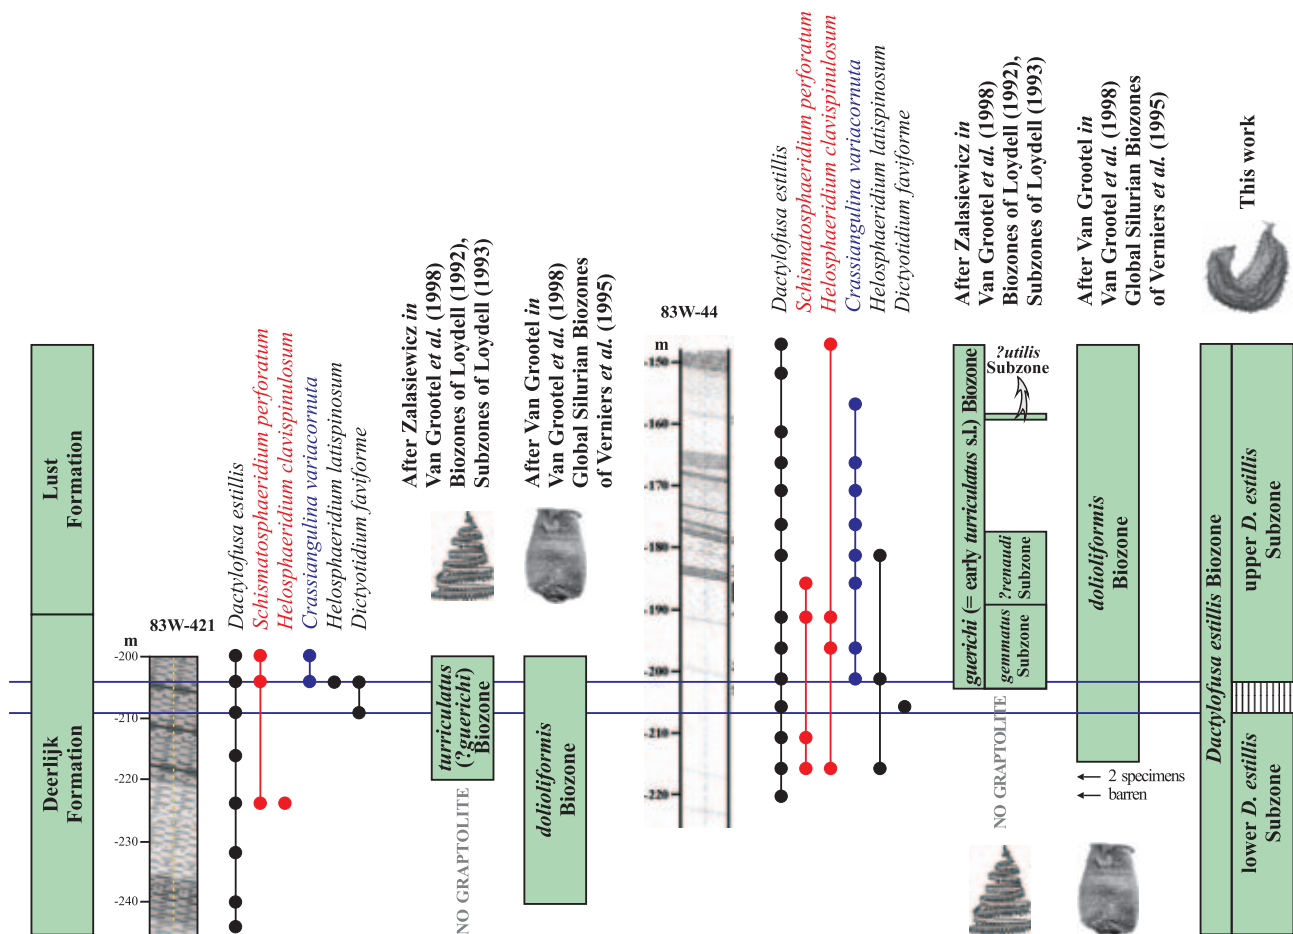 Lust
Formation
Deerlijk
Formation
83W-421
m
-200
-210
-220
-230
-240
Dactylofusa estillis
Schismatosphaeridium perforatum
Helosphaeridium clavispinulosum
Crassiangulina variacornuta
Helosphaeridium latispinosum
Dictyotidium faviforme
After Zalasiewicz in
Van Grootel et al. (1998)
Biozones of Loydell (1992),
Subzones of Loydell (1993)
turriculatus
(?guerichi)
Biozone
NO GRAPTOLITE
After Van Grootel in
Van Grootel et al. (1998)
Global Silurian Biozones
of Verniers et al. (1995)
dolioliformis
Biozone
83W-44
m
-150
-160
-170
-180
-190
-200
-210
-220
Dactylofusa estillis
Schismatosphaeridium perforatum
Helosphaeridium clavispinulosum
Crassiangulina variacornuta
Helosphaeridium latispinosum
Dictyotidium faviforme
After Zalasiewicz in
Van Grootel et al. (1998)
Biozones of Loydell (1992),
Subzones of Loydell (1993)
guerichi (= early turriculatus s.l.) Biozone
?utilis
Subzone
?renaudi
Subzone
gemmatus
Subzone
NO GRAPTOLITE
After Van Grootel in
Van Grootel et al. (1998)
Global Silurian Biozones
of Verniers et al. (1995)
dolioliformis
Biozone
2 specimens
barren
This work
Dactylofusa estillis Biozone
upper D. estillis
Subzone
lower D. estillis
Subzone